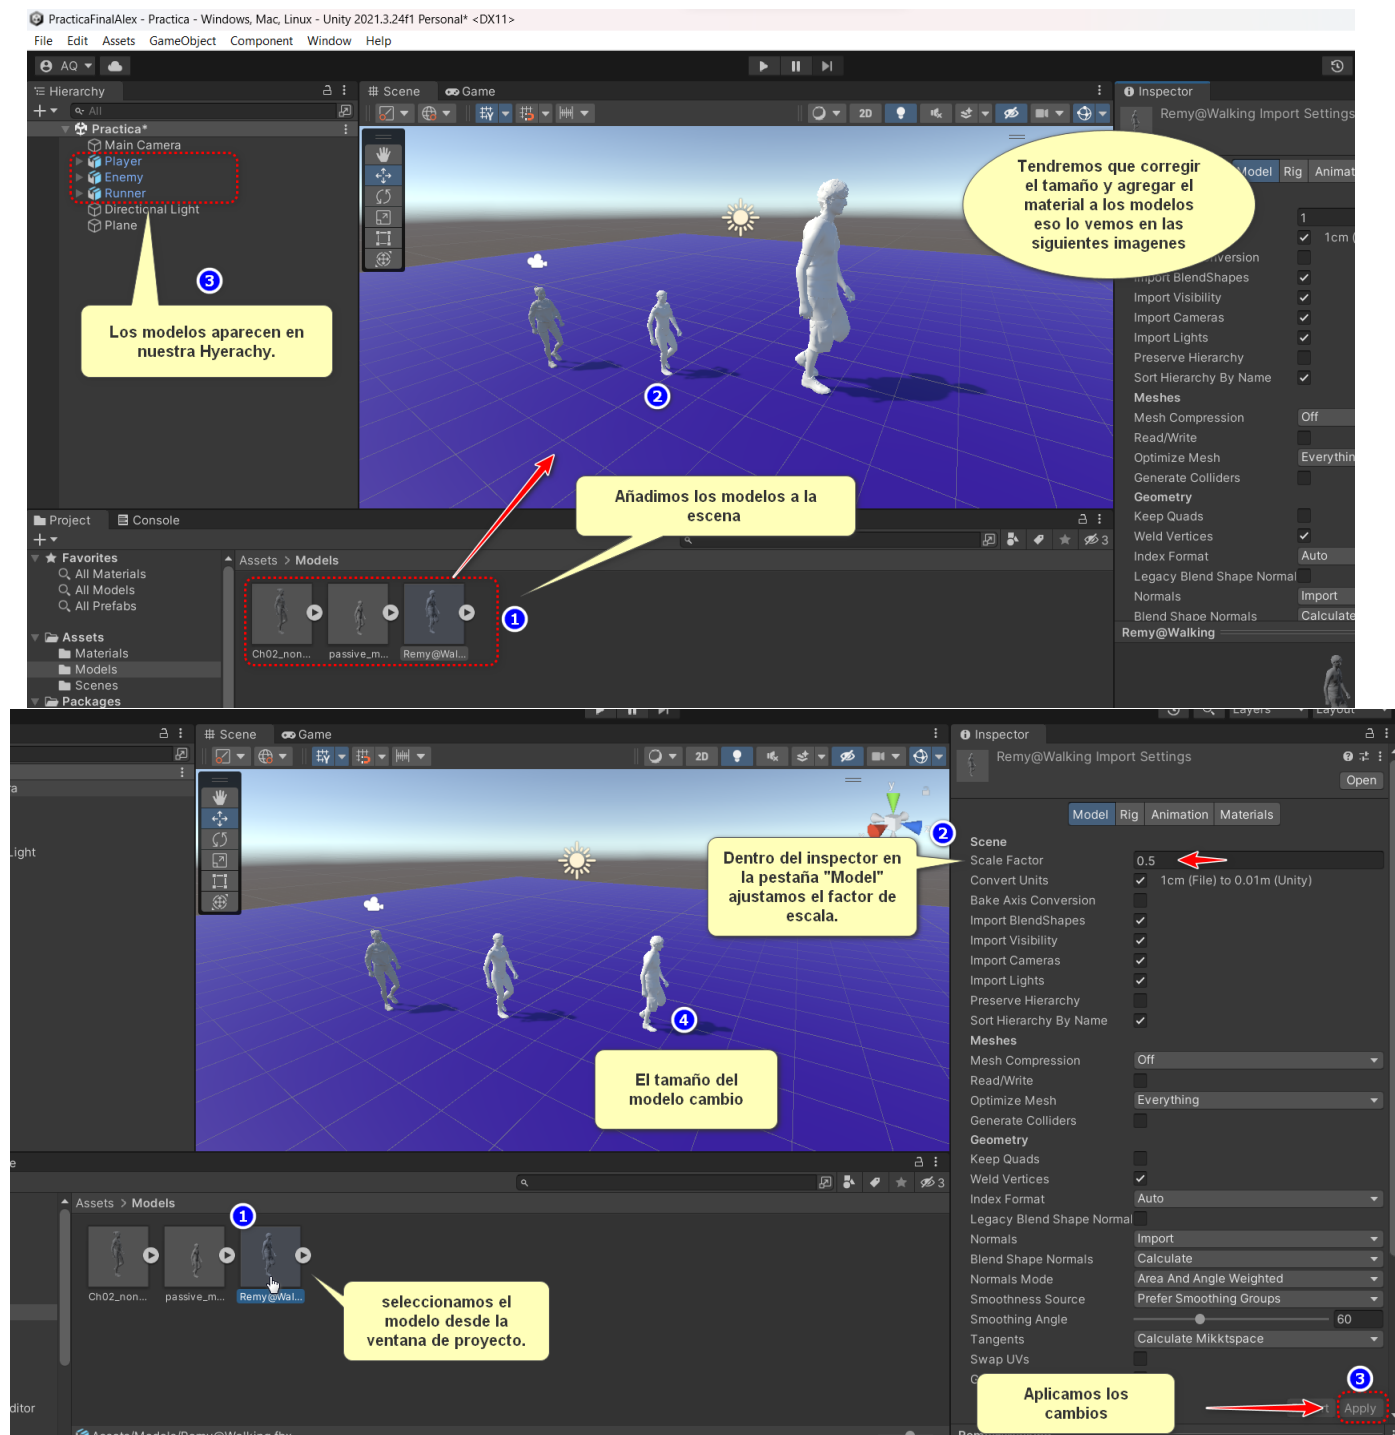 PracticaFinalAlex - Practica - Windows, Mac, Linux - Unity 2021.3.24f1 Personal* <DX11>
File Edit Assets GameObject Component Window Help
AQ
Hierarchy
All
Practica*
Main Camera
Player
Enemy
Runner
Directional Light
Plane
3
Los modelos aparecen en
nuestra Hyerachy.
Scene Game
2D
Tendremos que corregir
el tamaño y agregar el
material a los modelos
eso lo vemos en las
siguientes imagenes
2
Añadimos los modelos a la
escena
Inspector
Remy@Walking Import Settings
Model Rig Animat
1
1cm (
version
Import BlendShapes
Import Visibility
Import Cameras
Import Lights
Preserve Hierarchy
Sort Hierarchy By Name
Meshes
Mesh Compression Off
Read/Write
Optimize Mesh Everythin
Generate Colliders
Geometry
Keep Quads
Weld Vertices
Index Format Auto
Legacy Blend Shape Normal
Normals Import
Blend Shape Normals Calculate
Remy@Walking
Project Console
3
Favorites
All Materials
All Models
All Prefabs
Assets
Materials
Models
Scenes
Packages
Assets > Models
1
Ch02_non... passive_m... Remy@Wal...
Layers Layout
Scene Game
2D
a
Light
y
Dentro del inspector en
la pestaña "Model"
ajustamos el factor de
escala.
2
4
El tamaño del
modelo cambio
Inspector
Remy@Walking Import Settings
Open
Model Rig Animation Materials
Scene
Scale Factor 0.5
Convert Units 1cm (File) to 0.01m (Unity)
Bake Axis Conversion
Import BlendShapes
Import Visibility
Import Cameras
Import Lights
Preserve Hierarchy
Sort Hierarchy By Name
Meshes
Mesh Compression Off
Read/Write
Optimize Mesh Everything
Generate Colliders
Geometry
Keep Quads
Weld Vertices
Index Format Auto
Legacy Blend Shape Normal
Normals Import
Blend Shape Normals Calculate
Normals Mode Area And Angle Weighted
Smoothness Source Prefer Smoothing Groups
Smoothing Angle 60
Tangents Calculate Mikktspace
Swap UVs
G
3
Aplicamos los
cambios
t Apply
e
3
Assets > Models
1
Ch02_non... passive_m... Remy@Wal...
seleccionamos el
modelo desde la
ventana de proyecto.
ditor
Assets/Models/Remy@Walking.fbx